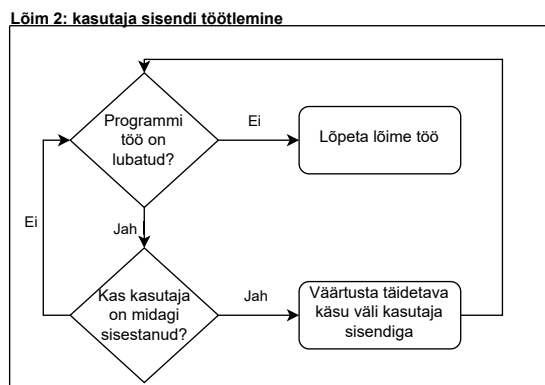 Lõim 2: kasutaja sisendi töötlemine
Programmi
töö on
lubatud?
Ei
Lõpeta lõime töö
Ei
Jah
Kas kasutaja
on midagi
sisestanud?
Jah
Väärtusta täidetava
käsu väli kasutaja
sisendiga